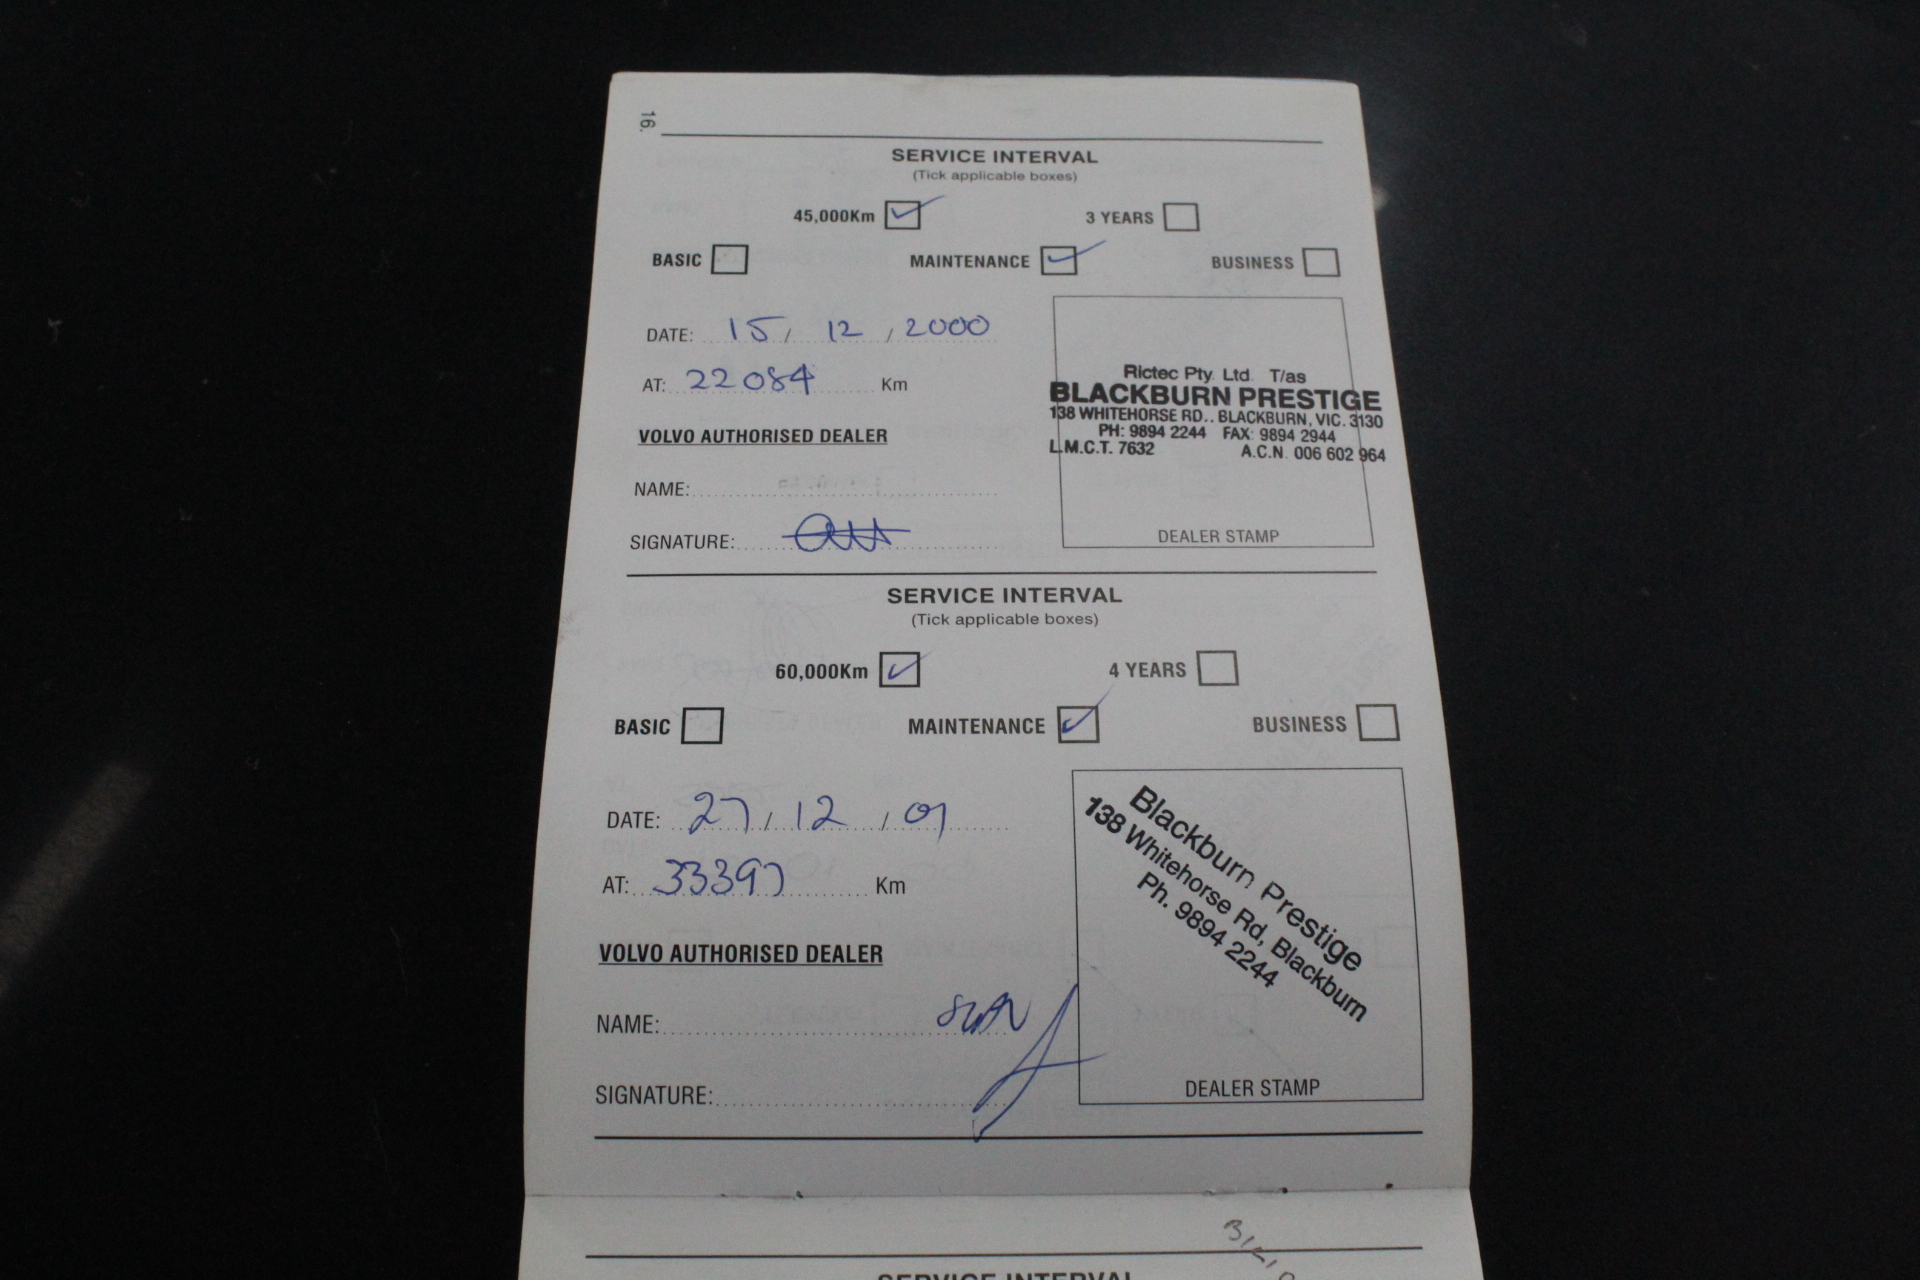 16.
SERVICE INTERVAL
(Tick applicable boxes)
45,000Km 3 YEARS
BASIC MAINTENANCE BUSINESS
DATE: 15 / 12 / 2000
AT: 22084 Km
VOLVO AUTHORISED DEALER
NAME:
SIGNATURE:
Rictec Pty. Ltd. T/as
BLACKBURN PRESTIGE
138 WHITEHORSE RD.. BLACKBURN, VIC. 3130
PH: 9894 2244 FAX: 9894 2944
L.M.C.T. 7632 A.C.N. 006 602 964
DEALER STAMP
SERVICE INTERVAL
(Tick applicable boxes)
60,000Km 4 YEARS
BASIC MAINTENANCE BUSINESS
DATE: 27 / 12 / 01
AT: 33397 Km
VOLVO AUTHORISED DEALER
NAME:
SIGNATURE:
Blackburn Prestige
138 Whitehorse Rd, Blackburn
Ph. 9894 2244
DEALER STAMP
SERVICE INTERVAL